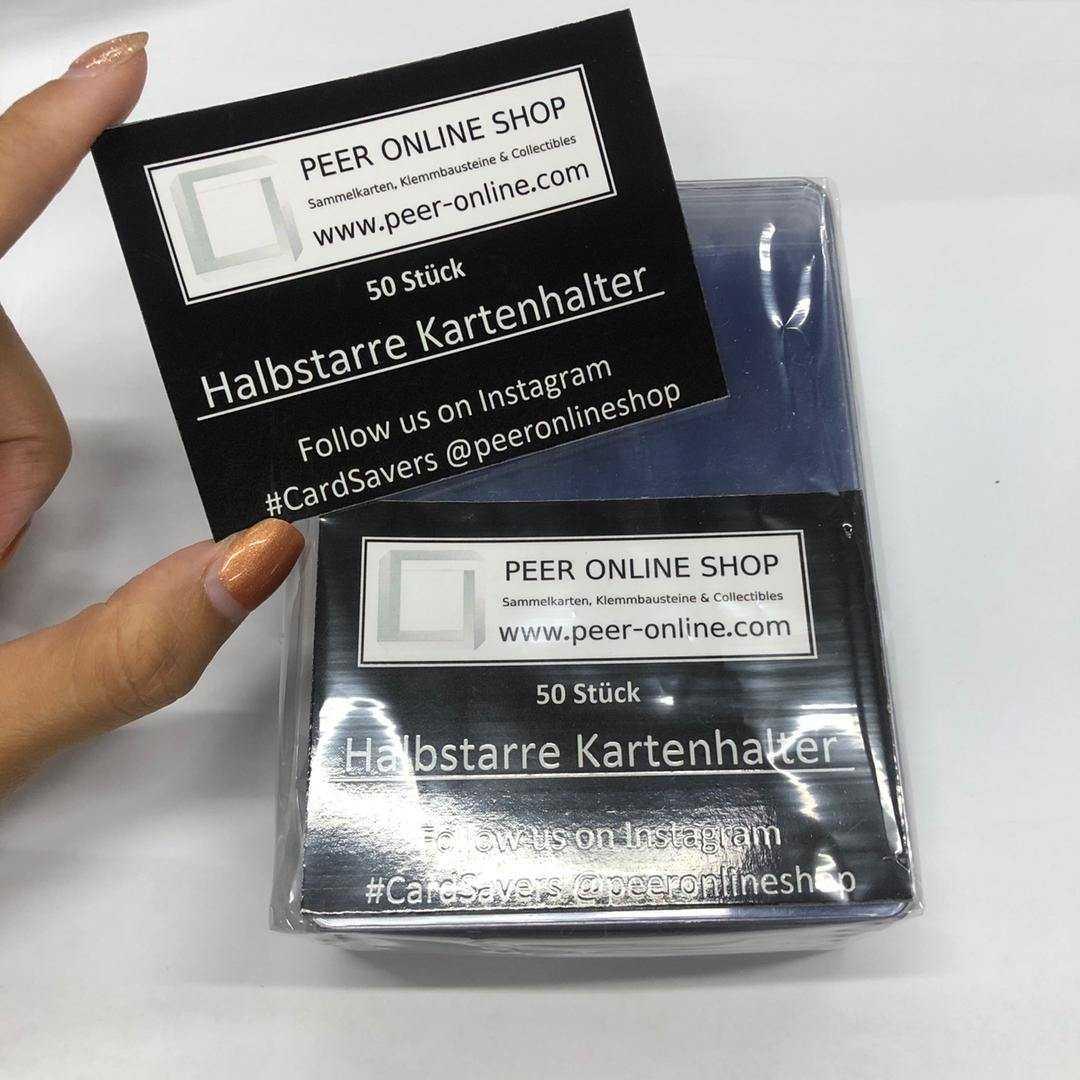 PEER ONLINE SHOP
Sammelkarten, Klemmbausteine & Collectibles
www.peer-online.com
50 Stück
Halbstarre Kartenhalter
Follow us on Instagram
#CardSavers @peeronlineshop
PEER ONLINE SHOP
Sammelkarten, Klemmbausteine & Collectibles
www.peer-online.com
50 Stück
Halbstarre Kartenhalter
Follow us on Instagram
#CardSavers @peeronlineshop